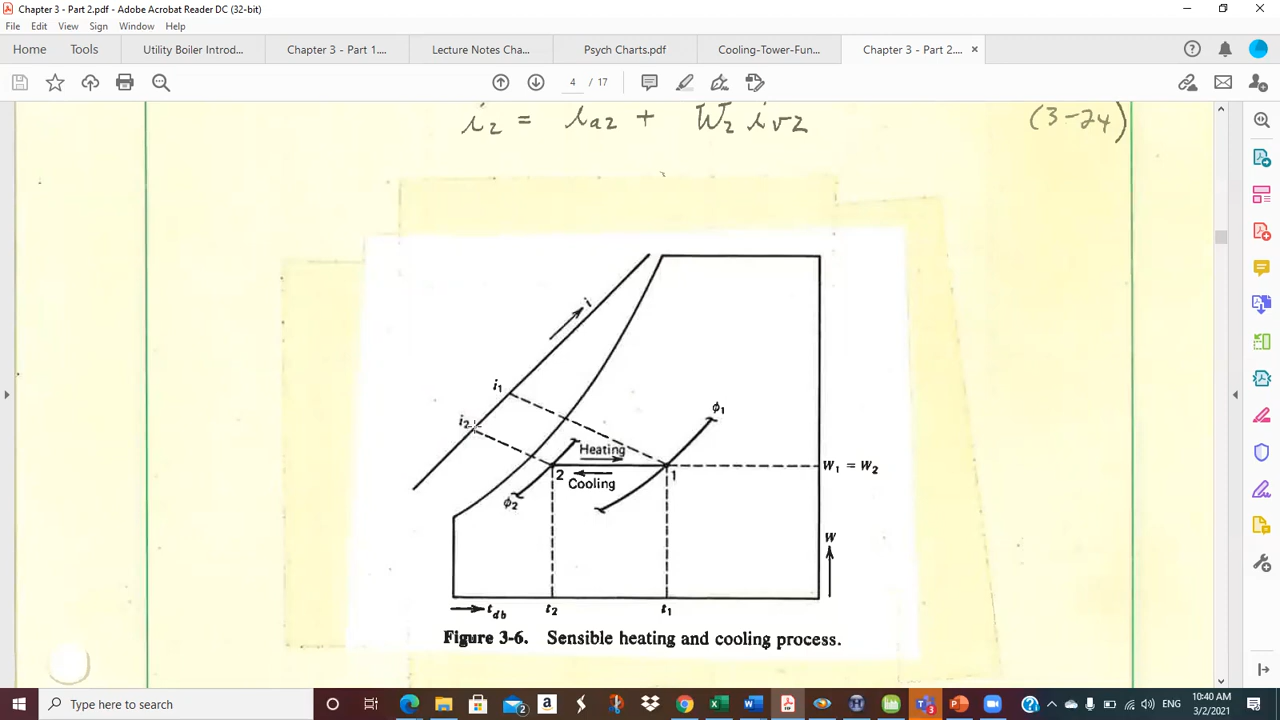 Chapter 3 - Part 2.pdf - Adobe Acrobat Reader DC (32-bit)
File Edit View Sign Window Help
Home Tools Utility Boiler Introd... Chapter 3 - Part 1.... Lecture Notes Cha... Psych Charts.pdf Cooling-Tower-Fun... Chapter 3 - Part 2.... ×
4 / 17
i₂ = iₐ₂ + W₂ iᵥ₂ (3-24)
i
i₁
i₂
ϕ₁
Heating
W₁ = W₂
2
1
Cooling
ϕ₂
W
t_db t₂ t₁
Figure 3-6. Sensible heating and cooling process.
Type here to search
2
3
10:40 AM
3/2/2021